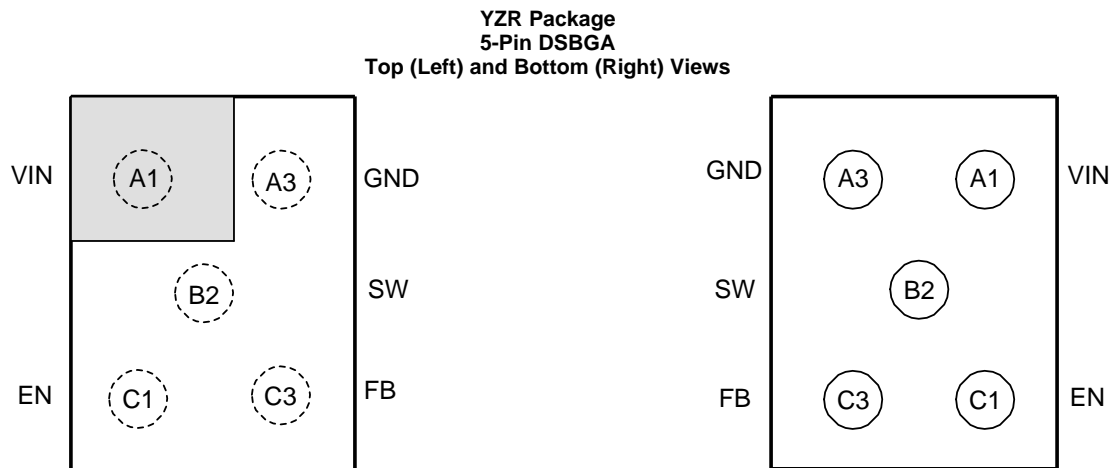 YZR Package
5-Pin DSBGA
Top (Left) and Bottom (Right) Views
VIN A1 A3 GND
B2 SW
EN C1 C3 FB
GND A3 A1 VIN
SW B2
FB C3 C1 EN